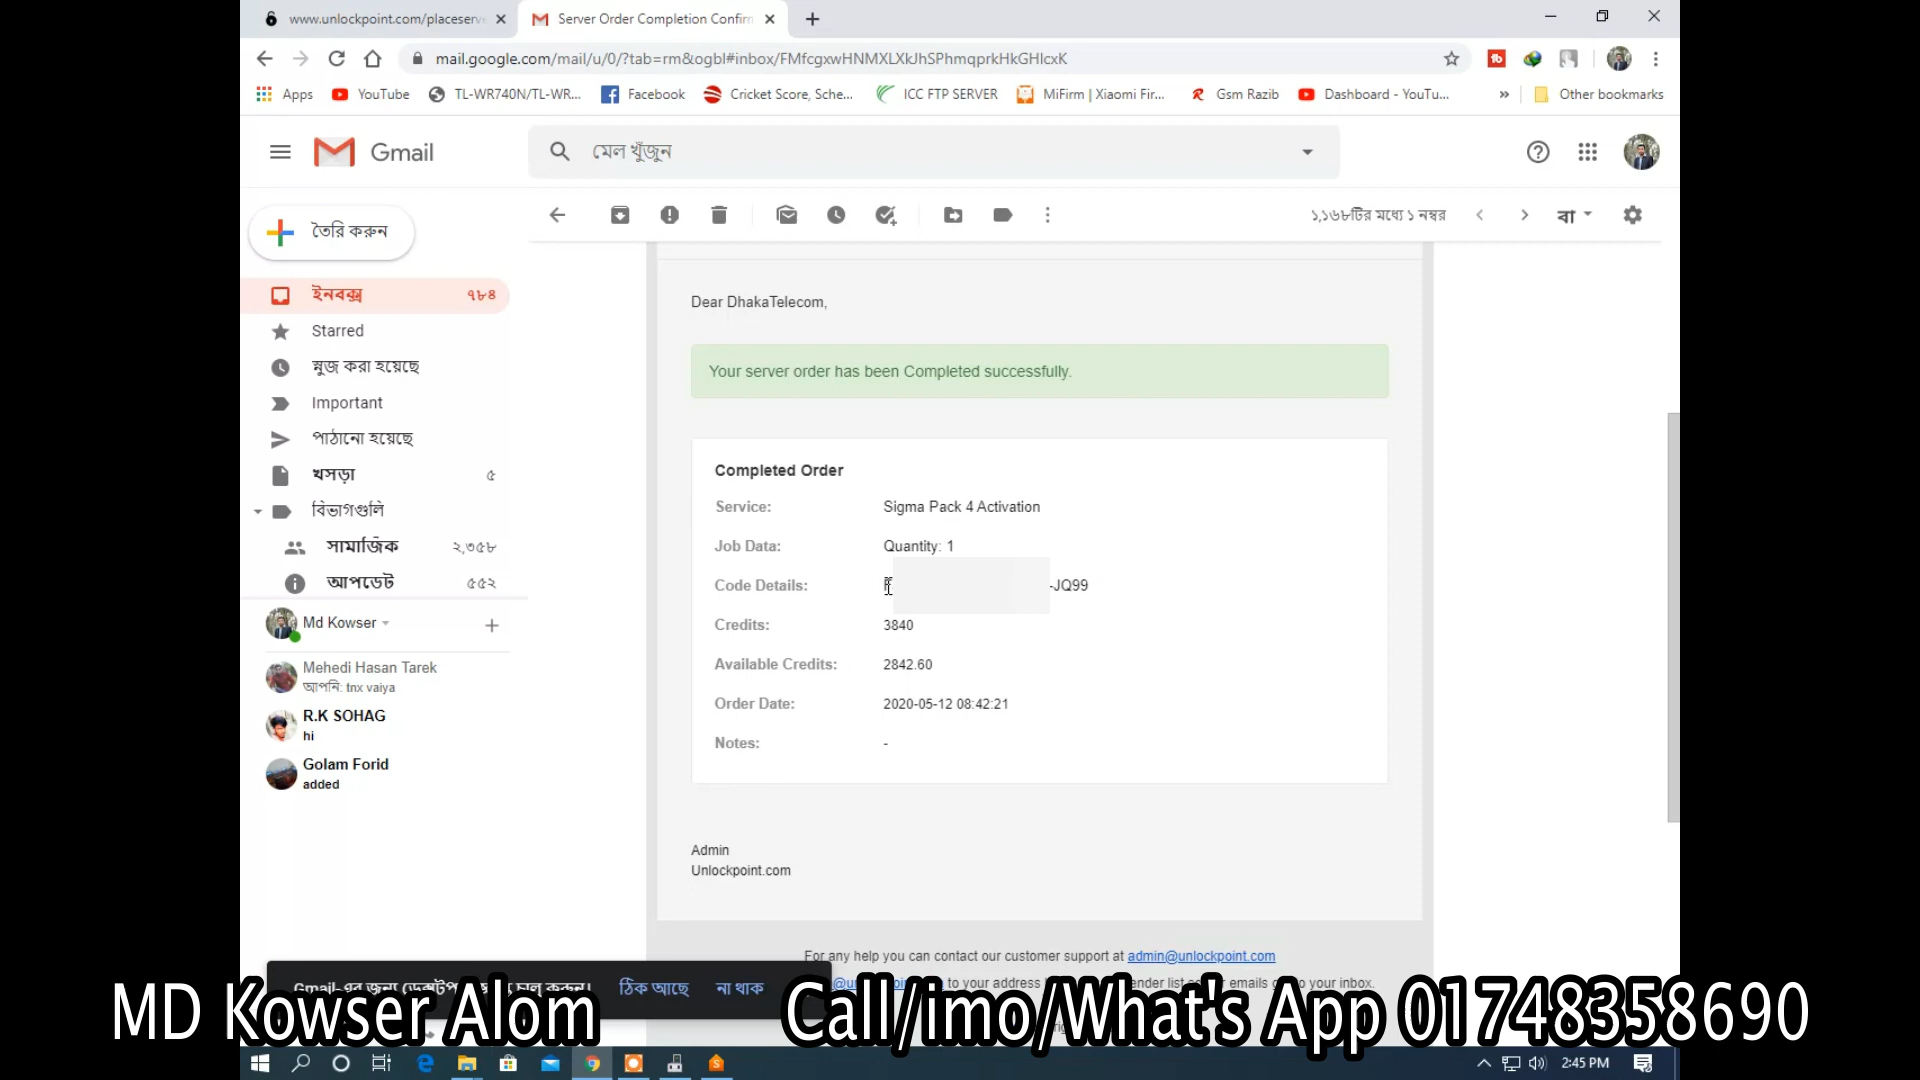 www.unlockpoint.com/placeserv
Server Order Completion Confirm
mail.google.com/mail/u/0/?tab=rm&ogbl#inbox/FMfcgxwHNMXLXkJhSPhmqprkHkGHlcxK
Apps
YouTube
TL-WR740N/TL-WR...
Facebook
Cricket Score, Sche...
ICC FTP SERVER
MiFirm | Xiaomi Fir...
Gsm Razib
Dashboard - YouTu...
Other bookmarks
Gmail
মেল খুঁজুন
১,১৬৮টির মধ্যে ১ নম্বর
বা
তৈরি করুন
ইনবক্স ৭৮৪
Starred
স্নুজ করা হয়েছে
Important
পাঠানো হয়েছে
খসড়া ৫
বিভাগগুলি
সামাজিক ২,৩৫৮
আপডেট ৫৫২
Md Kowser
Mehedi Hasan Tarek
আপনি: tnx vaiya
R.K SOHAG
hi
Golam Forid
added
Dear DhakaTelecom,
Your server order has been Completed successfully.
Completed Order
Service: Sigma Pack 4 Activation
Job Data: Quantity: 1
Code Details: -JQ99
Credits: 3840
Available Credits: 2842.60
Order Date: 2020-05-12 08:42:21
Notes: -
Admin
Unlockpoint.com
For any help you can contact our customer support at admin@unlockpoint.com
to your address emails to your inbox.
ঠিক আছে না থাক
MD Kowser Alom
Call/imo/What's App 01748358690
2:45 PM